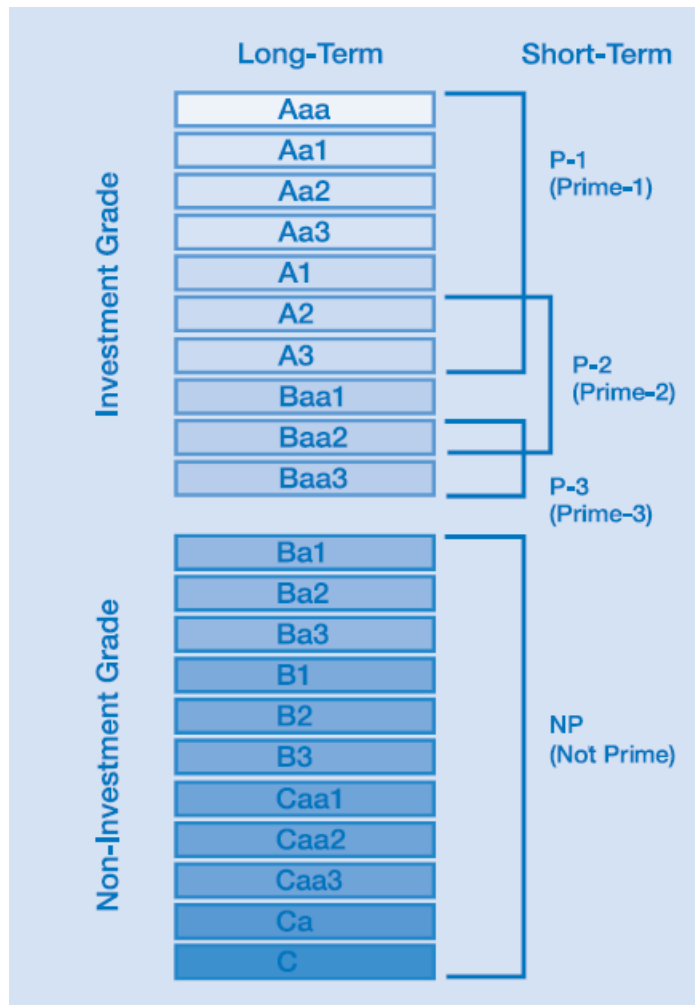 Long-Term Short-Term
Investment Grade
Aaa
Aa1
Aa2
Aa3
A1
A2
A3
Baa1
Baa2
Baa3
P-1
(Prime-1)
P-2
(Prime-2)
P-3
(Prime-3)
Non-Investment Grade
Ba1
Ba2
Ba3
B1
B2
B3
Caa1
Caa2
Caa3
Ca
C
NP
(Not Prime)